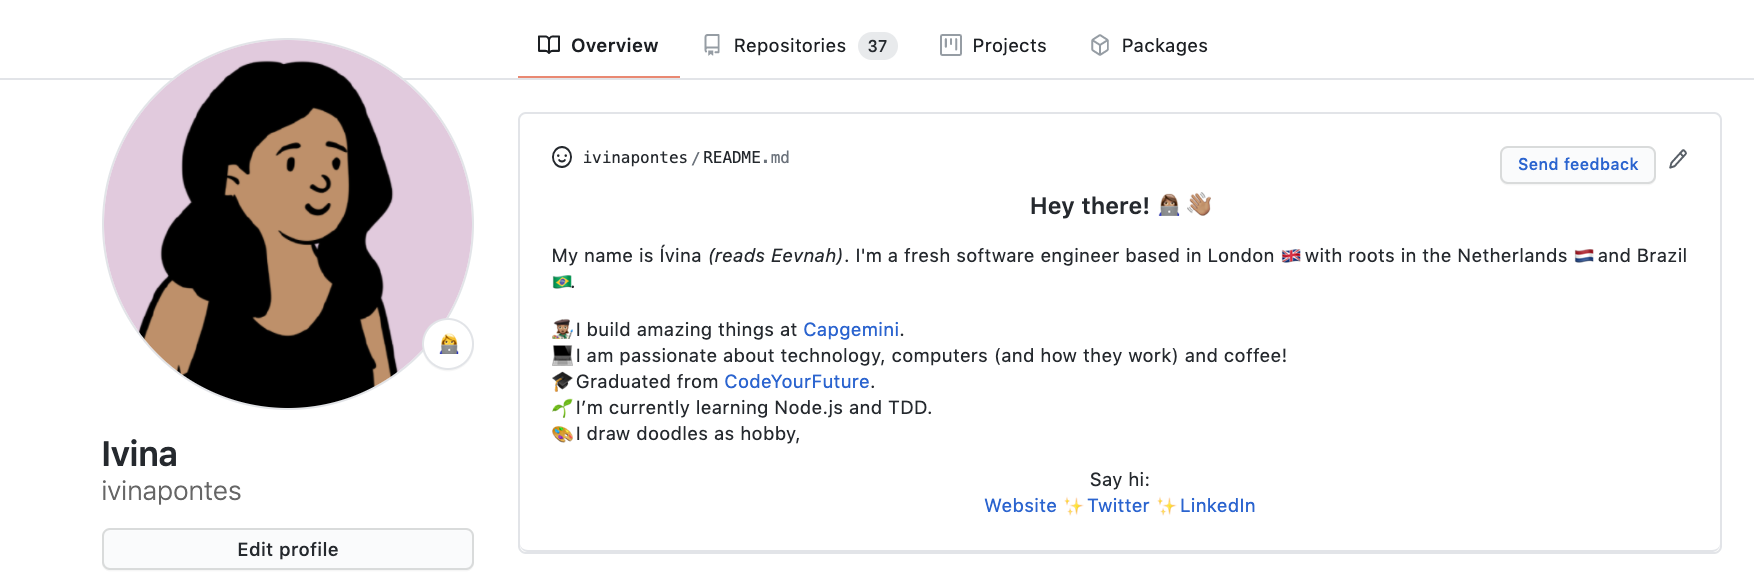 Overview Repositories 37 Projects Packages
ivinapontes/README.md
Send feedback
Hey there! 👩🏽‍💻 👋🏽
My name is Ívina (reads Eevnah). I'm a fresh software engineer based in London 🇬🇧 with roots in the Netherlands 🇳🇱 and Brazil
🇧🇷.
👩🏽‍🎨 I build amazing things at Capgemini.
💻 I am passionate about technology, computers (and how they work) and coffee!
🎓 Graduated from CodeYourFuture.
🌱 I’m currently learning Node.js and TDD.
🎨 I draw doodles as hobby,
Say hi:
Website ✨ Twitter ✨ LinkedIn
Ivina
ivinapontes
Edit profile